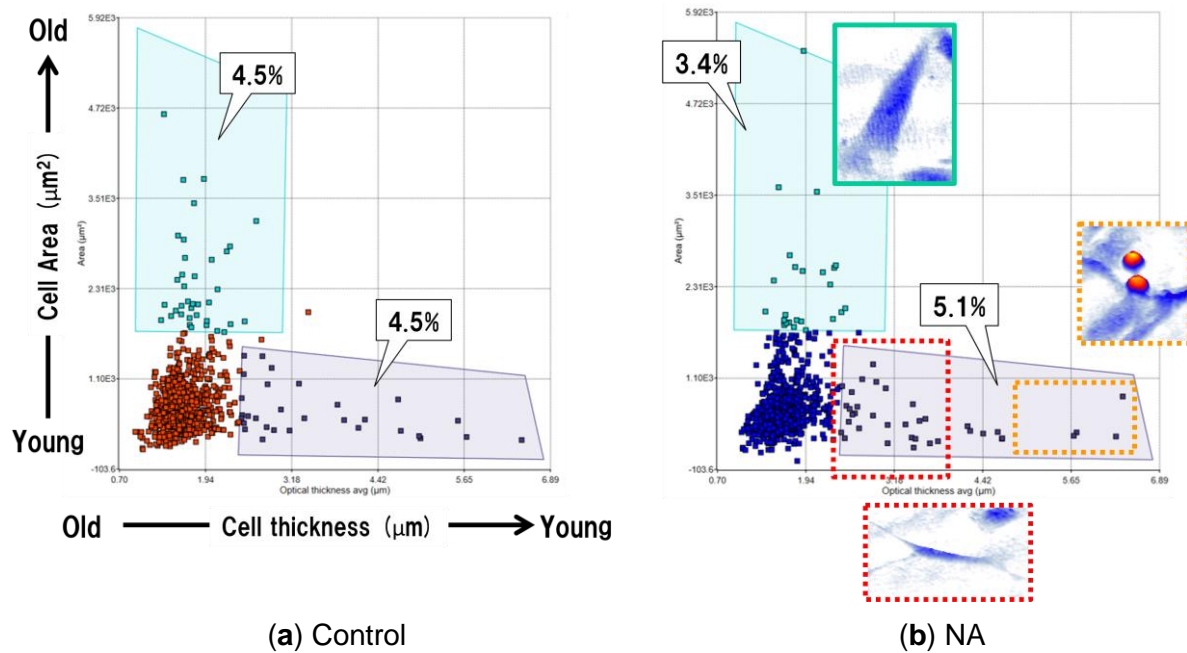 Old
Cell Area (μm²)
Young
5.92E3
4.72E3
3.51E3
2.31E3
1.10E3
-103.6
Area (μm²)
4.5%
4.5%
0.70
1.94
3.18
4.42
5.65
6.89
Optical thickness avg (μm)
Old
Cell thickness (μm)
Young
(a) Control
5.92E3
4.72E3
3.51E3
2.31E3
1.10E3
-103.6
Area (μm²)
3.4%
5.1%
0.70
1.94
3.18
4.42
5.65
6.89
Optical thickness avg (μm)
(b) NA